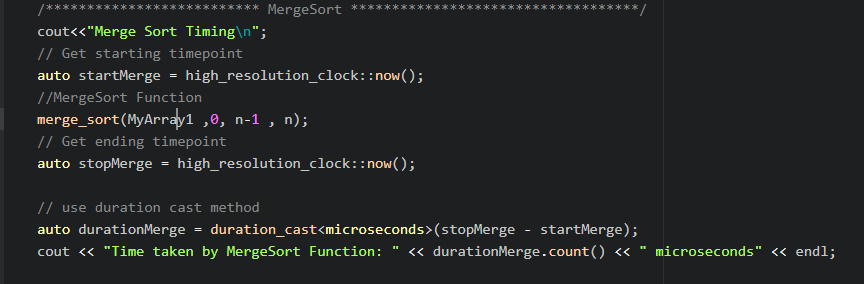 /************************** MergeSort ***********************************/
cout<<"Merge Sort Timing\n";
// Get starting timepoint
auto startMerge = high_resolution_clock::now();
//MergeSort Function
merge_sort(MyArray1 ,0, n-1 , n);
// Get ending timepoint
auto stopMerge = high_resolution_clock::now();
// use duration cast method
auto durationMerge = duration_cast<microseconds>(stopMerge - startMerge);
cout << "Time taken by MergeSort Function: " << durationMerge.count() << " microseconds" << endl;